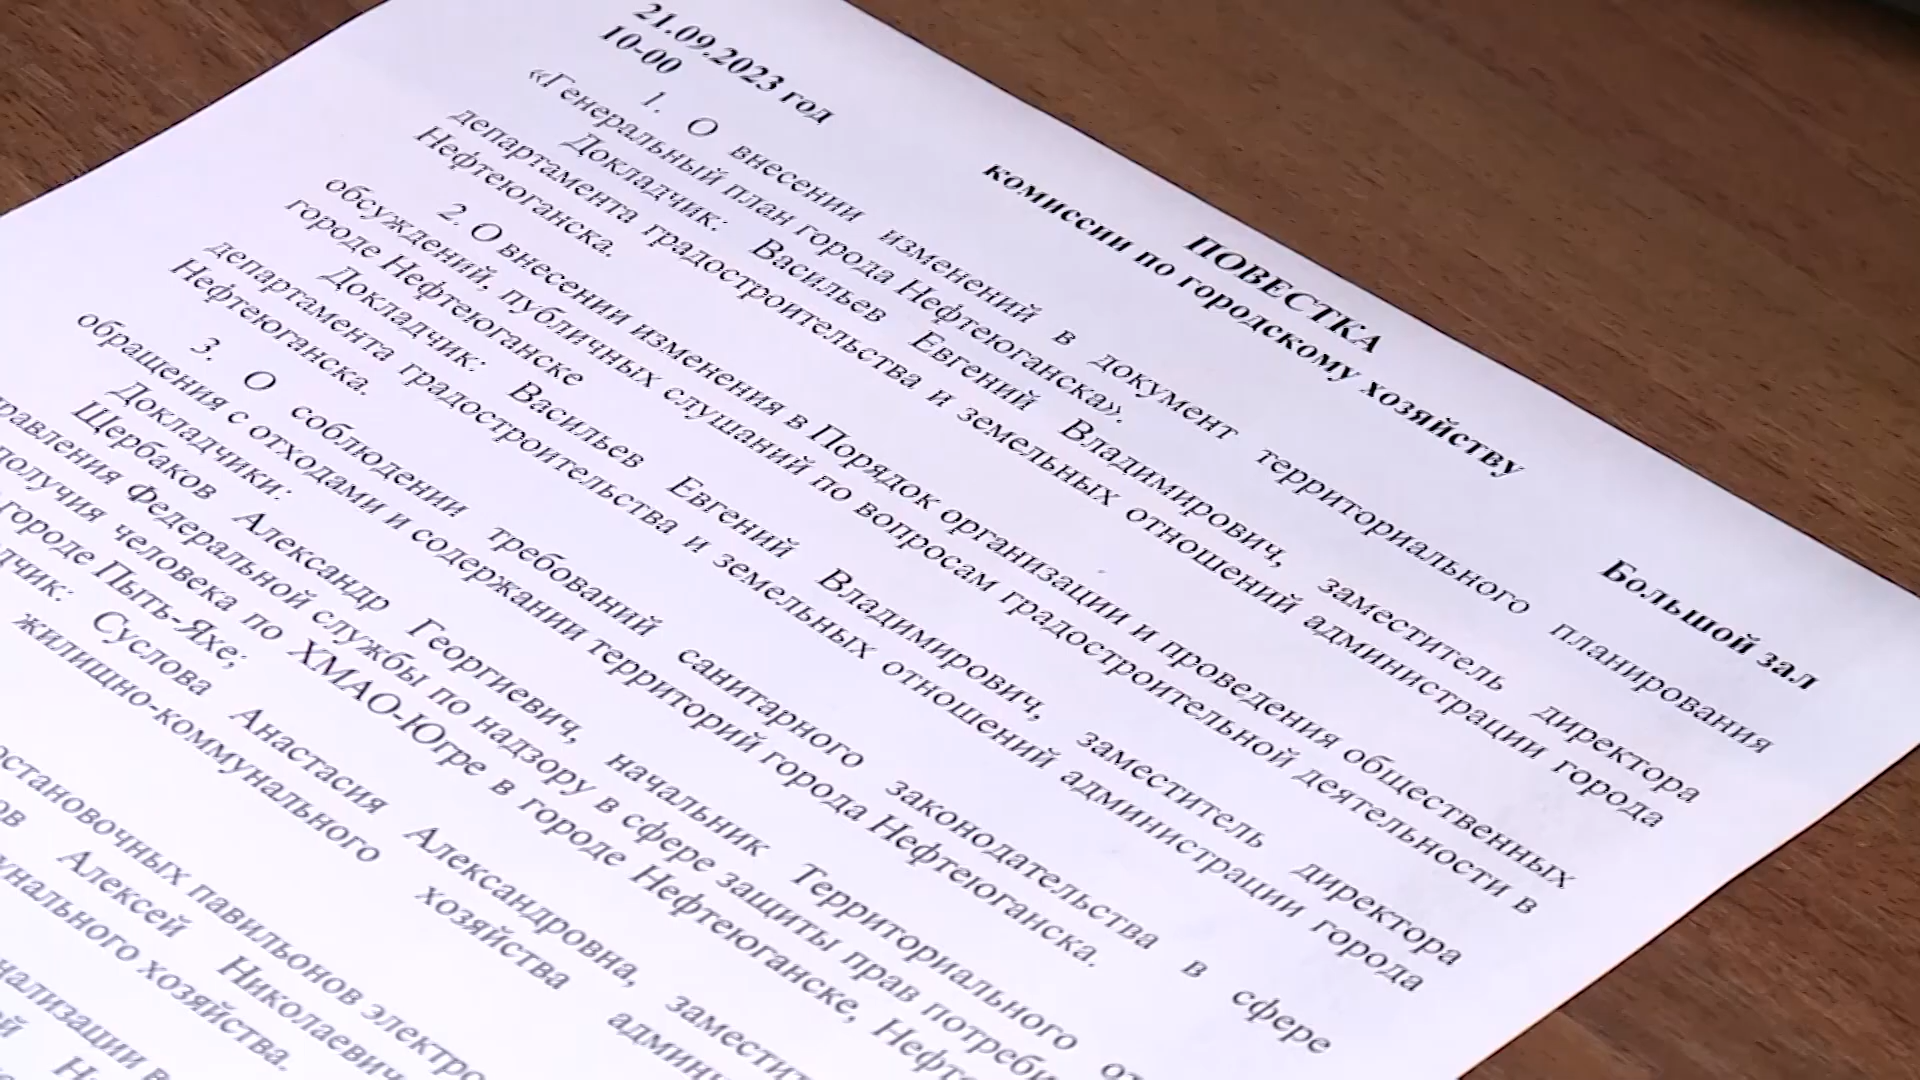 ПОВЕСТКА
комиссии по городскому хозяйству
21.09.2023 год
10-00
Большой зал
1. О внесении изменений в документ территориального планирования
«Генеральный план города Нефтеюганска».
Докладчик: Васильев Евгений Владимирович, заместитель директора
департамента градостроительства и земельных отношений администрации города
Нефтеюганска.
2. О внесении изменения в Порядок организации и проведения общественных
обсуждений, публичных слушаний по вопросам градостроительной деятельности в
городе Нефтеюганске
Докладчик: Васильев Евгений Владимирович, заместитель директора
департамента градостроительства и земельных отношений администрации города
Нефтеюганска.
3. О соблюдении требований санитарного законодательства в сфере
обращения с отходами и содержании территорий города Нефтеюганска.
Докладчики:
Щербаков Александр Георгиевич, начальник Территориального
Федеральной службы по надзору в сфере защиты прав
человека по ХМАО-Югре в городе Нефтеюганске,
городе Пыть-Яхе;
Суслова Анастасия Александровна,
жилищно-коммунального хозяйства
павильонов
Алексей Николаевич
хозяйства.
в